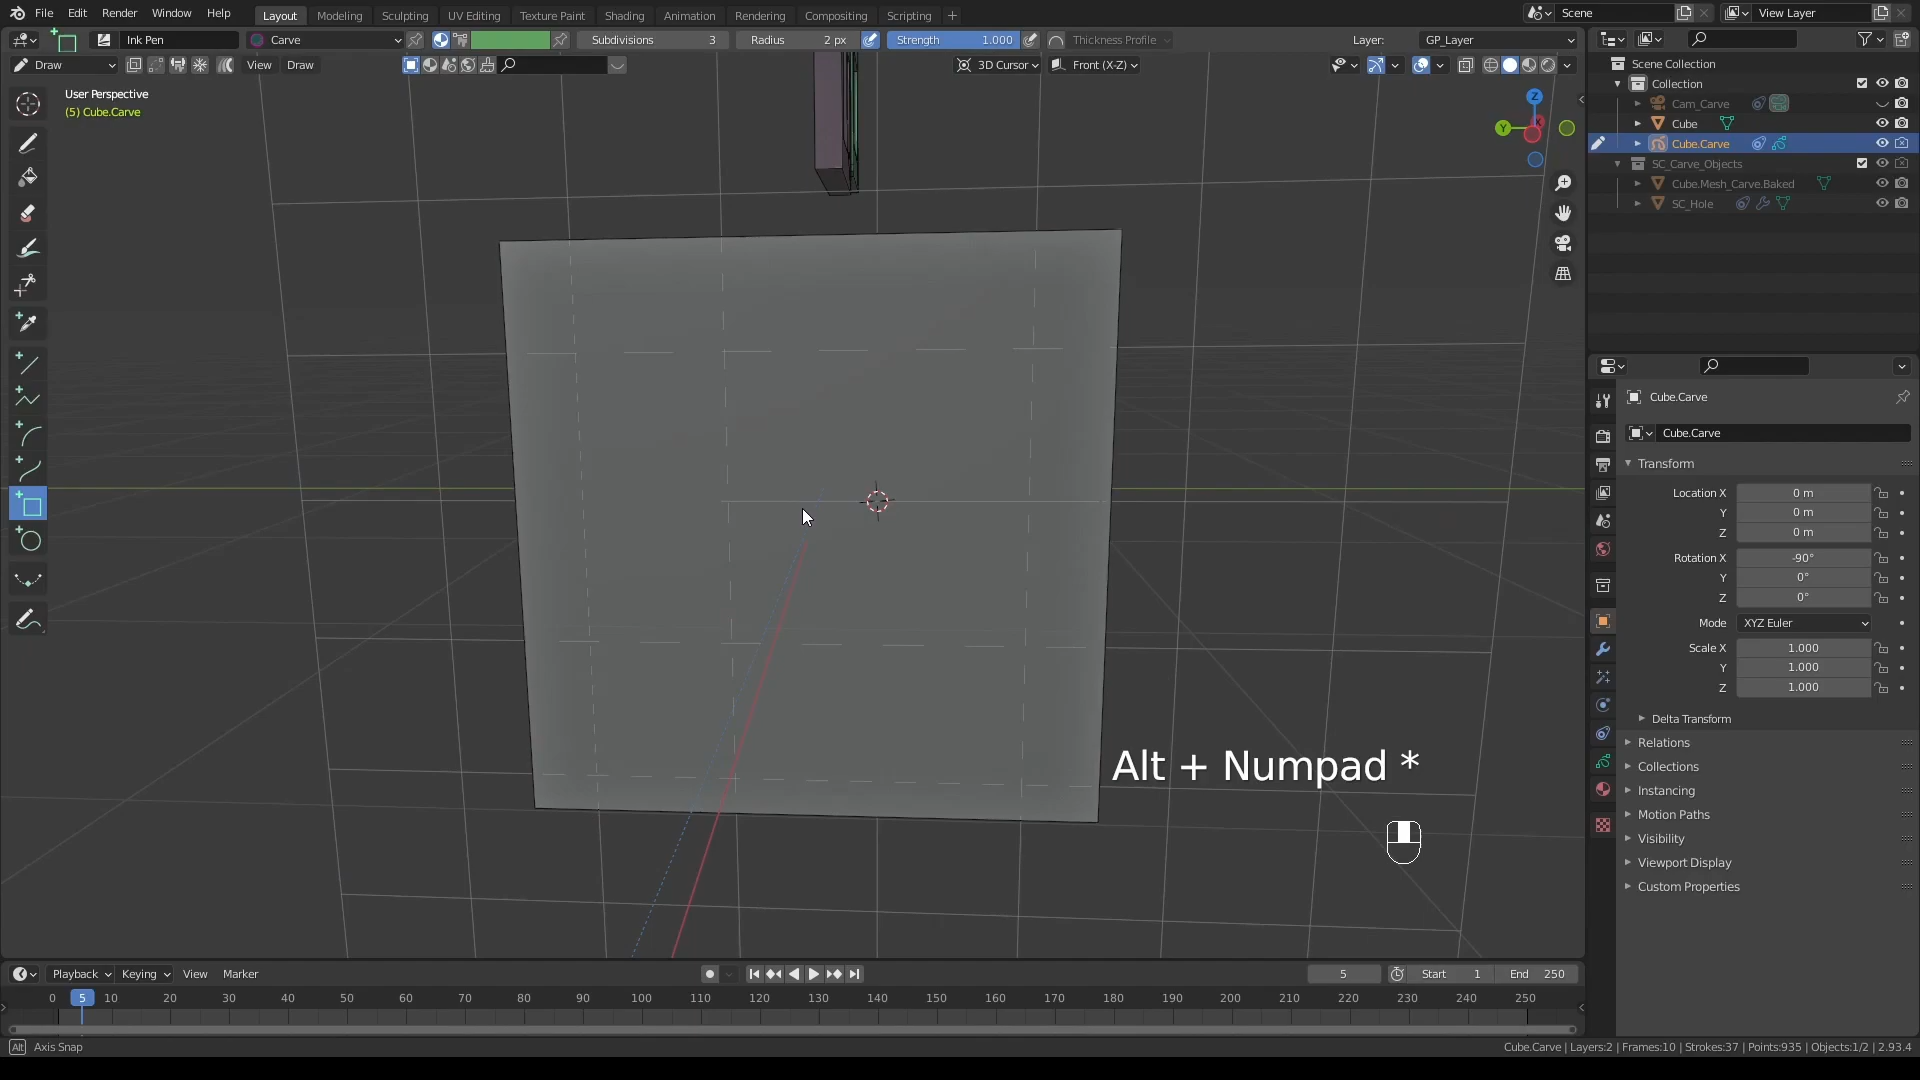 File Edit Render Window Help Layout Modeling Sculpting UV Editing Texture Paint Shading Animation Rendering Compositing Scripting + Scene View Layer
Ink Pen Carve Subdivisions 3 Radius 2 px Strength 1.000 Thickness Profile Layer: GP_Layer
Draw View Draw 3D Cursor Front (X-Z)
User Perspective
(5) Cube.Carve
Z
Y
X
Scene Collection
Collection
Cam_Carve
Cube
Cube.Carve
SC_Carve_Objects
Cube.Mesh_Carve.Baked
SC_Hole
Cube.Carve
Cube.Carve
Transform
Location X 0 m
Y 0 m
Z 0 m
Rotation X -90°
Y 0°
Z 0°
Mode XYZ Euler
Scale X 1.000
Y 1.000
Z 1.000
Delta Transform
Relations
Collections
Instancing
Motion Paths
Visibility
Viewport Display
Custom Properties
Alt + Numpad *
Playback Keying View Marker 5 Start 1 End 250
0 5 10 20 30 40 50 60 70 80 90 100 110 120 130 140 150 160 170 180 190 200 210 220 230 240 250
Alt Axis Snap
Cube.Carve | Layers:2 | Frames:10 | Strokes:37 | Points:935 | Objects:1/2 | 2.93.4